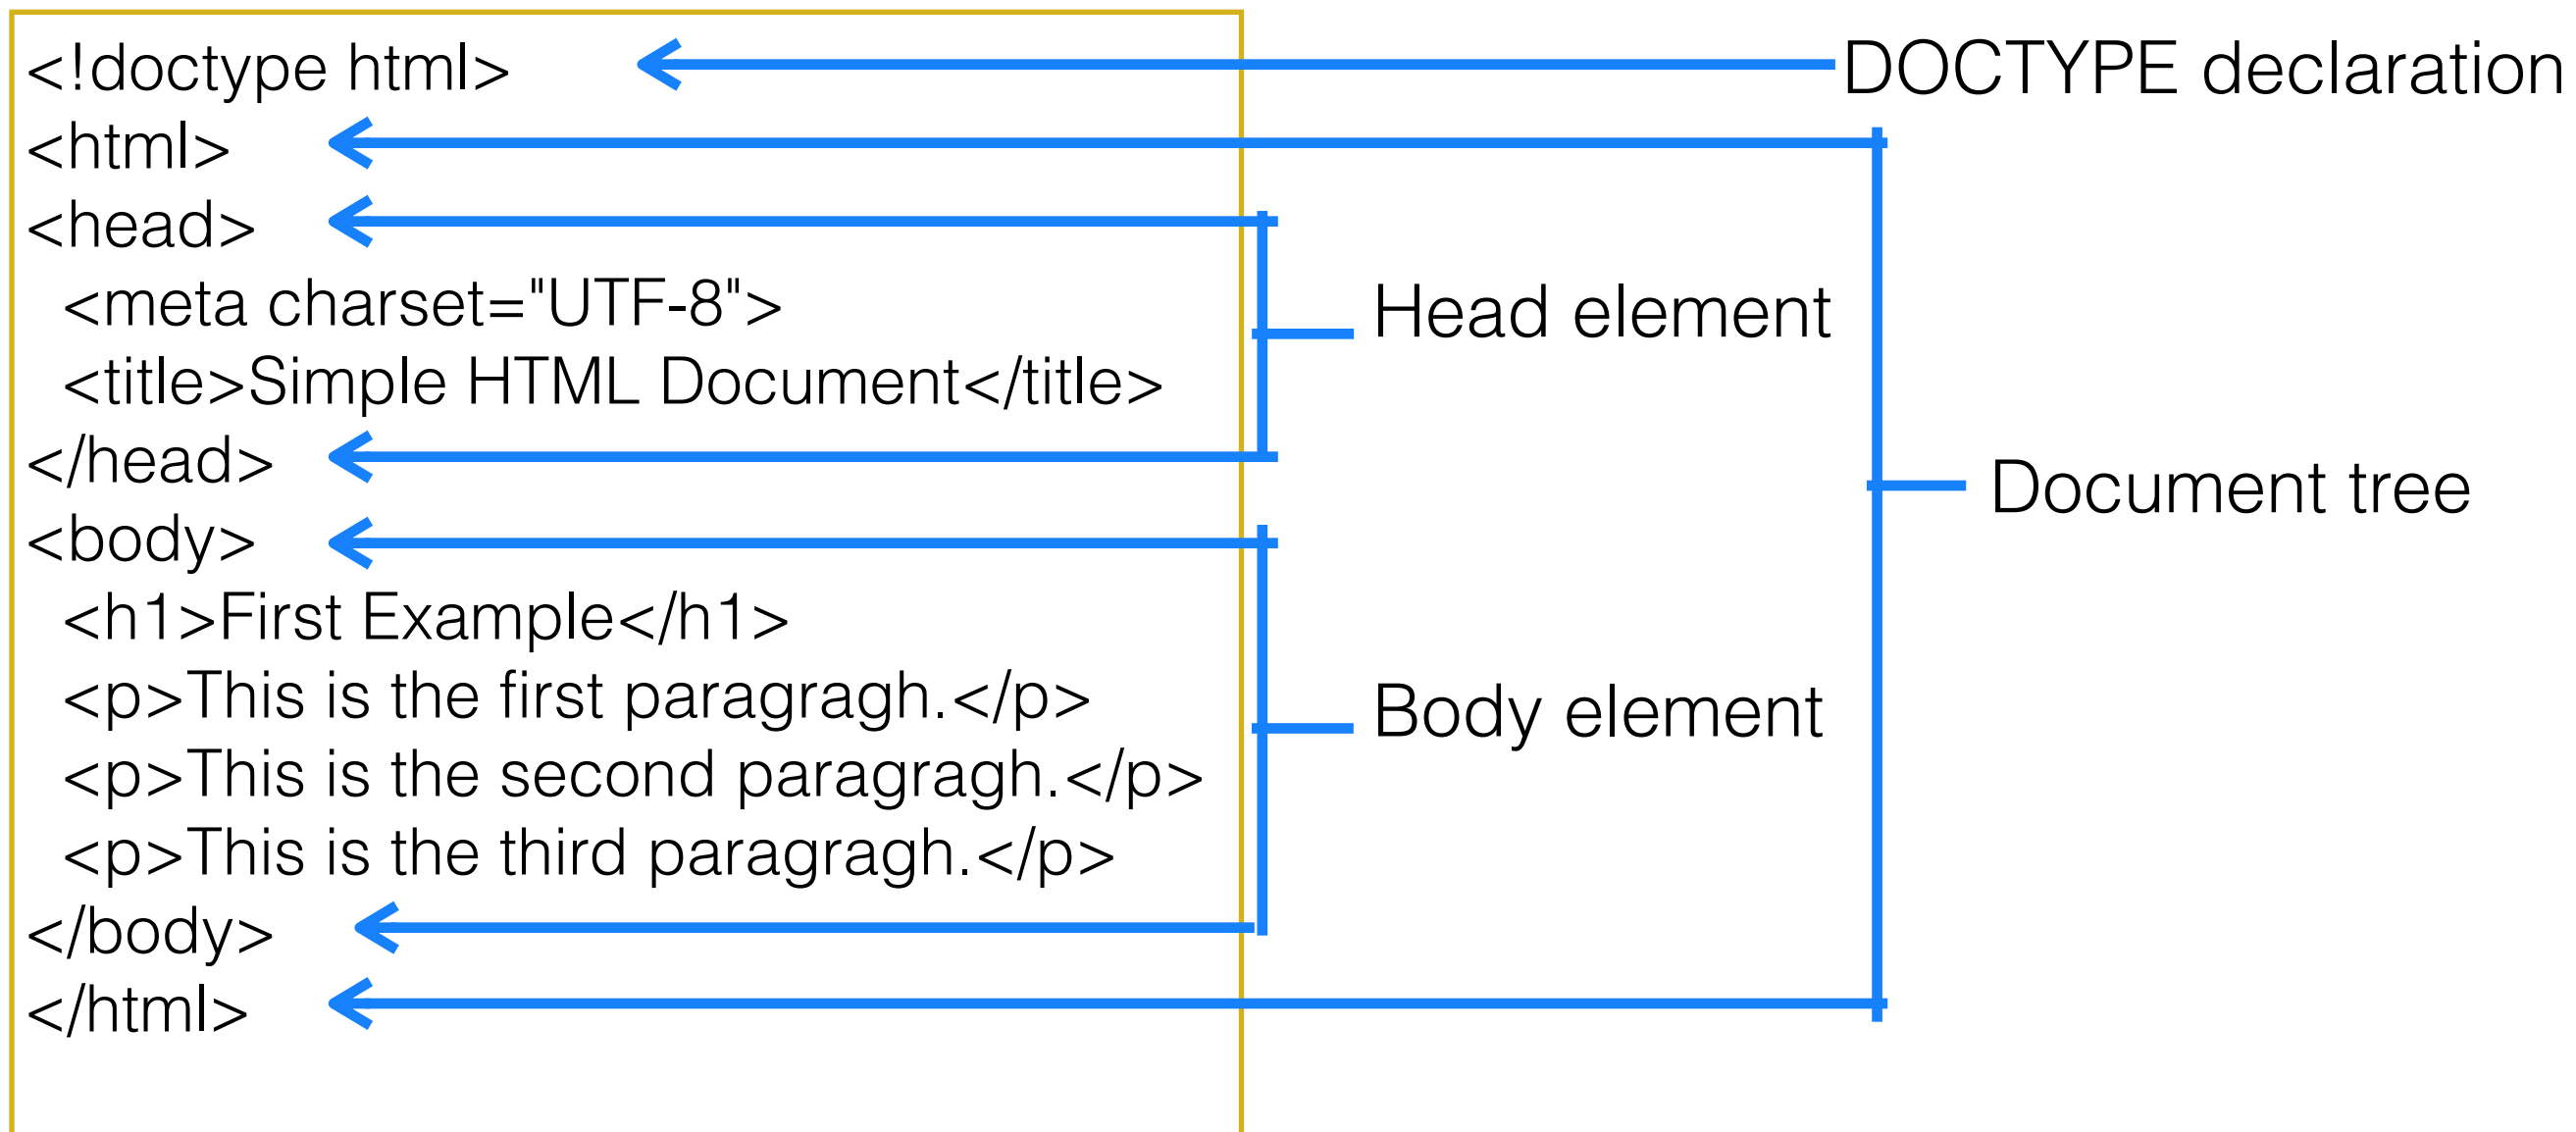 <!doctype html>
DOCTYPE declaration
<html>
<head>
<meta charset="UTF-8">
Head element
<title>Simple HTML Document</title>
</head>
Document tree
<body>
<h1>First Example</h1>
<p>This is the first paragragh.</p>
Body element
<p>This is the second paragragh.</p>
<p>This is the third paragragh.</p>
</body>
</html>